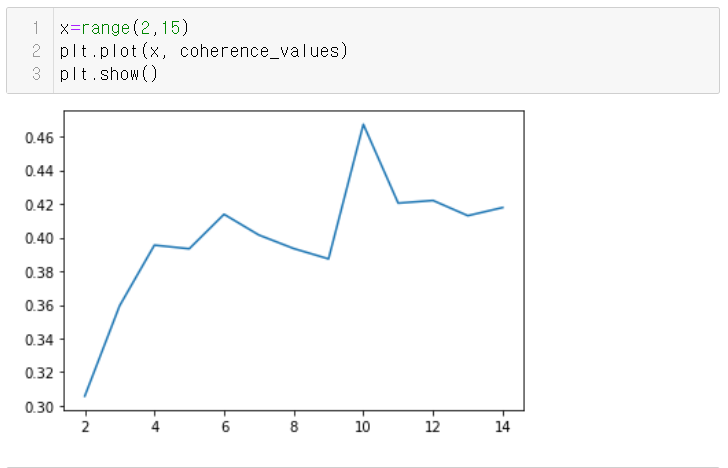 1 x=range(2,15)
2 plt.plot(x, coherence_values)
3 plt.show()
0.46
0.44
0.42
0.40
0.38
0.36
0.34
0.32
0.30
2 4 6 8 10 12 14